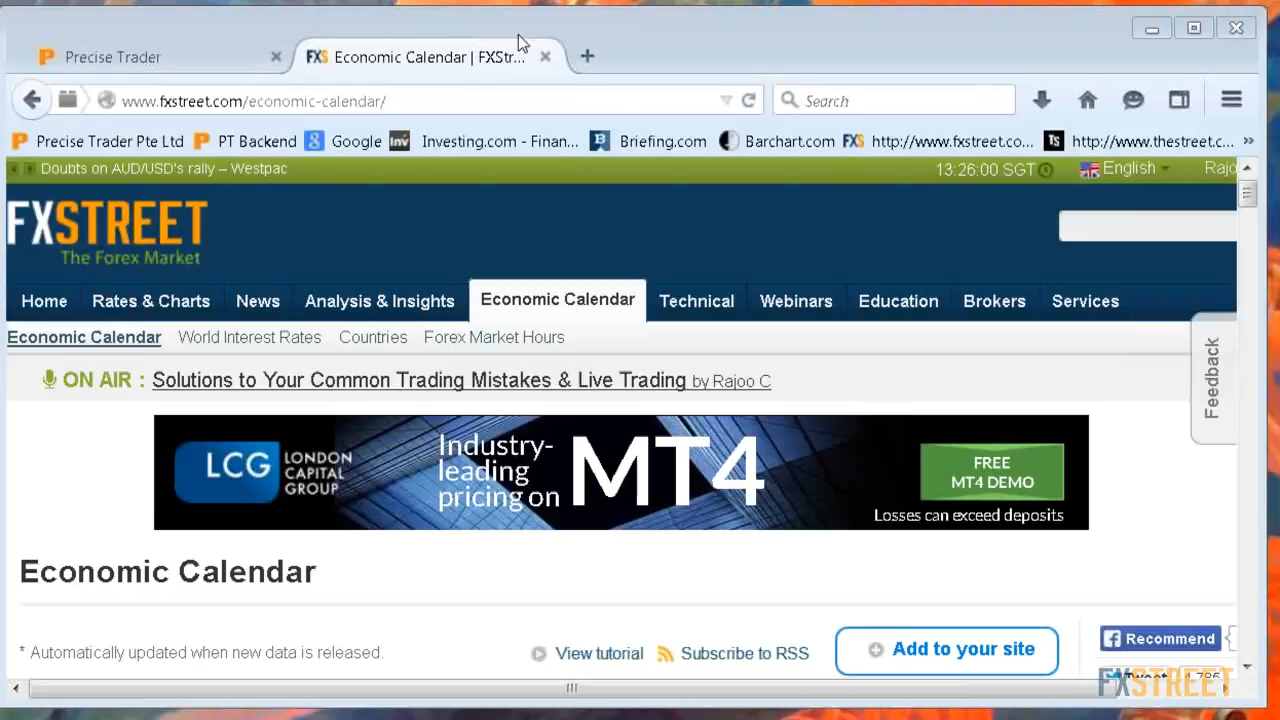 Precise Trader
FXS Economic Calendar | FXStr...
www.fxstreet.com/economic-calendar/
Search
Precise Trader Pte Ltd PT Backend Google Inv Investing.com - Finan... Briefing.com Barchart.com FXS http://www.fxstreet.co... Ts http://www.thestreet.c... »
Doubts on AUD/USD's rally – Westpac 13:26:00 SGT English Rajo
FXSTREET
The Forex Market
Home Rates & Charts News Analysis & Insights Economic Calendar Technical Webinars Education Brokers Services
Economic Calendar World Interest Rates Countries Forex Market Hours
Feedback
ON AIR : Solutions to Your Common Trading Mistakes & Live Trading by Rajoo C
LCG LONDON CAPITAL GROUP
Industry-
leading
pricing on MT4
FREE
MT4 DEMO
Losses can exceed deposits
Economic Calendar
* Automatically updated when new data is released. View tutorial Subscribe to RSS Add to your site
Recommend
Tweet
FXSTREET